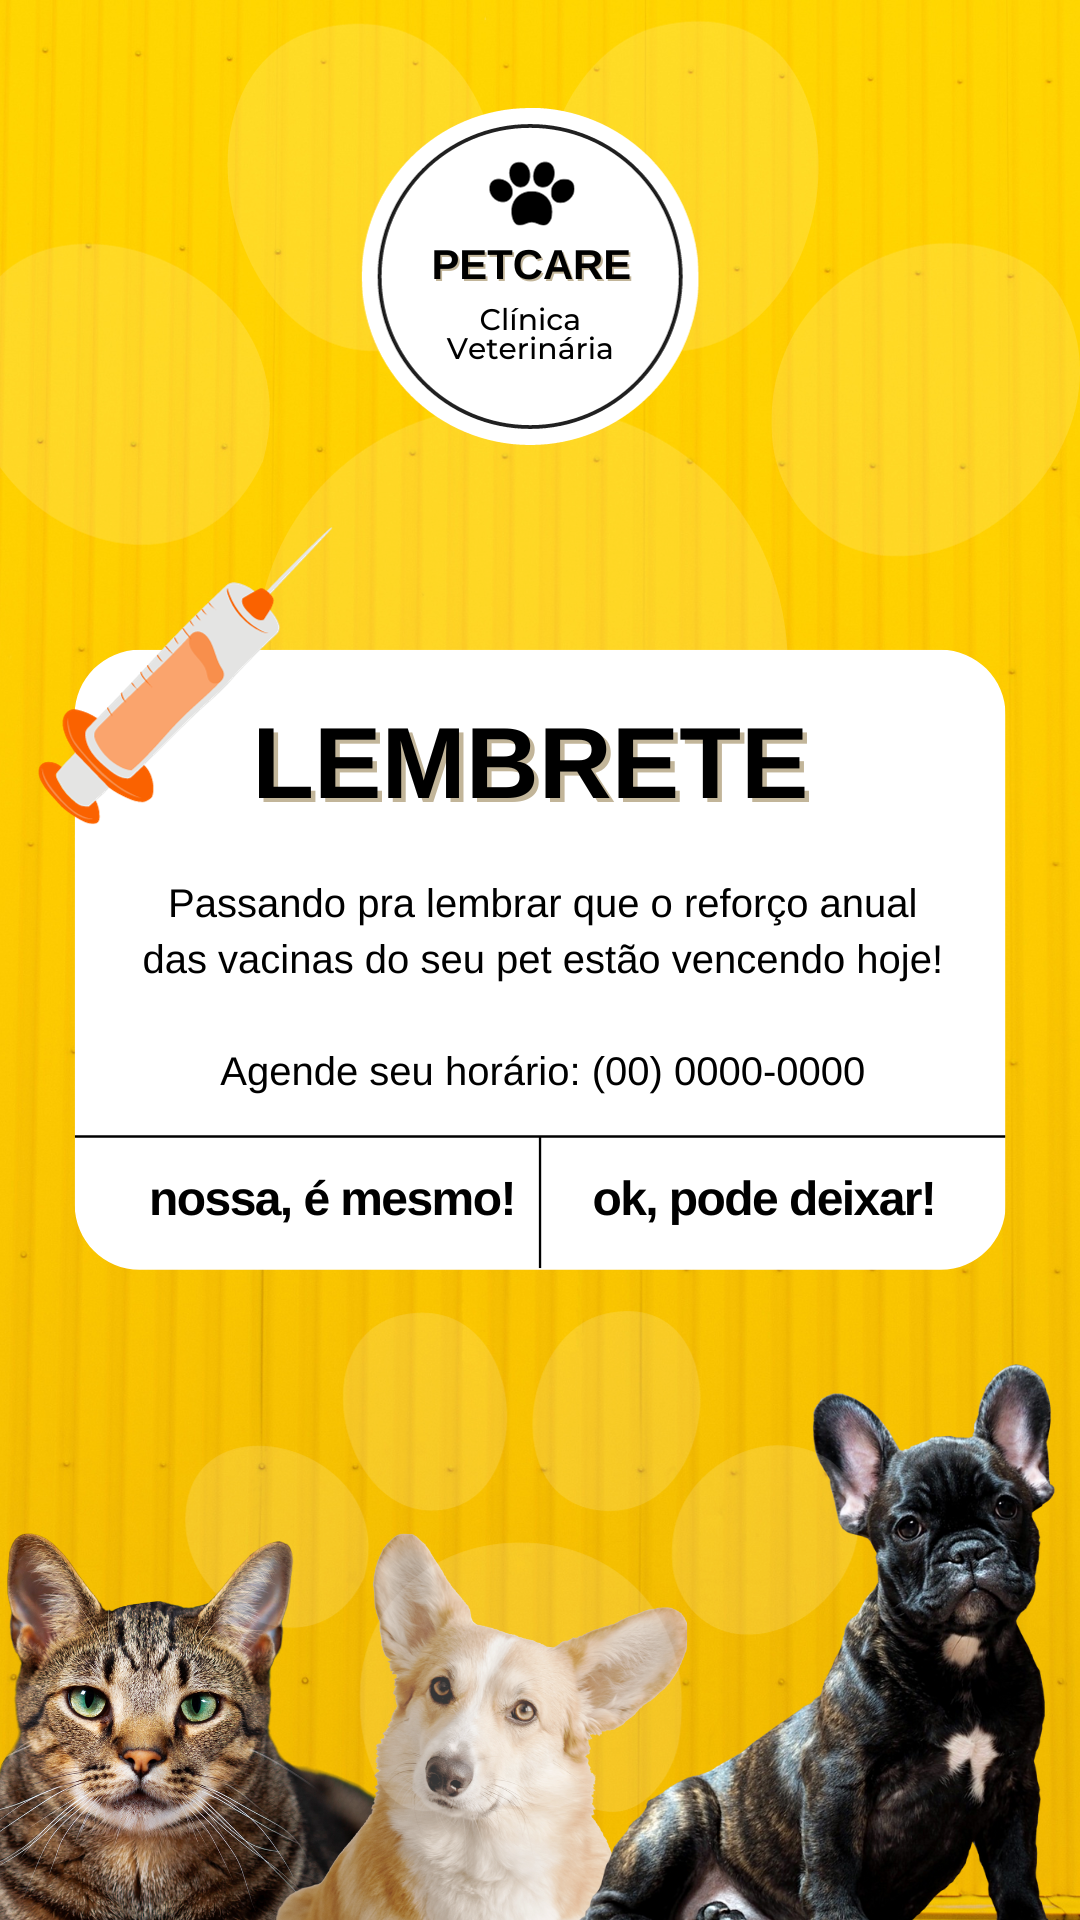 PETCARE
Clínica
Veterinária
LEMBRETE
Passando pra lembrar que o reforço anual
das vacinas do seu pet estão vencendo hoje!
Agende seu horário: (00) 0000-0000
nossa, é mesmo!
ok, pode deixar!